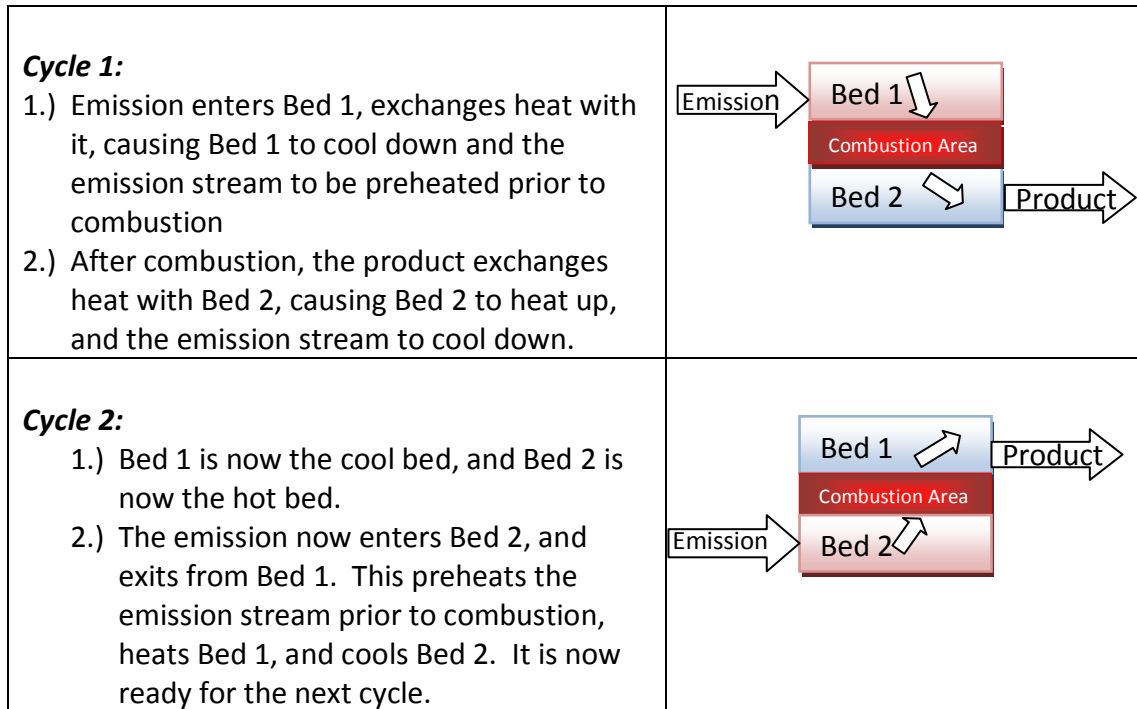 Cycle 1:
1.) Emission enters Bed 1, exchanges heat with
it, causing Bed 1 to cool down and the
emission stream to be preheated prior to
combustion
2.) After combustion, the product exchanges
heat with Bed 2, causing Bed 2 to heat up,
and the emission stream to cool down.
Emission
Bed 1
Combustion Area
Bed 2
Product
Cycle 2:
1.) Bed 1 is now the cool bed, and Bed 2 is
now the hot bed.
2.) The emission now enters Bed 2, and
exits from Bed 1. This preheats the
emission stream prior to combustion,
heats Bed 1, and cools Bed 2. It is now
ready for the next cycle.
Bed 1
Product
Combustion Area
Emission
Bed 2